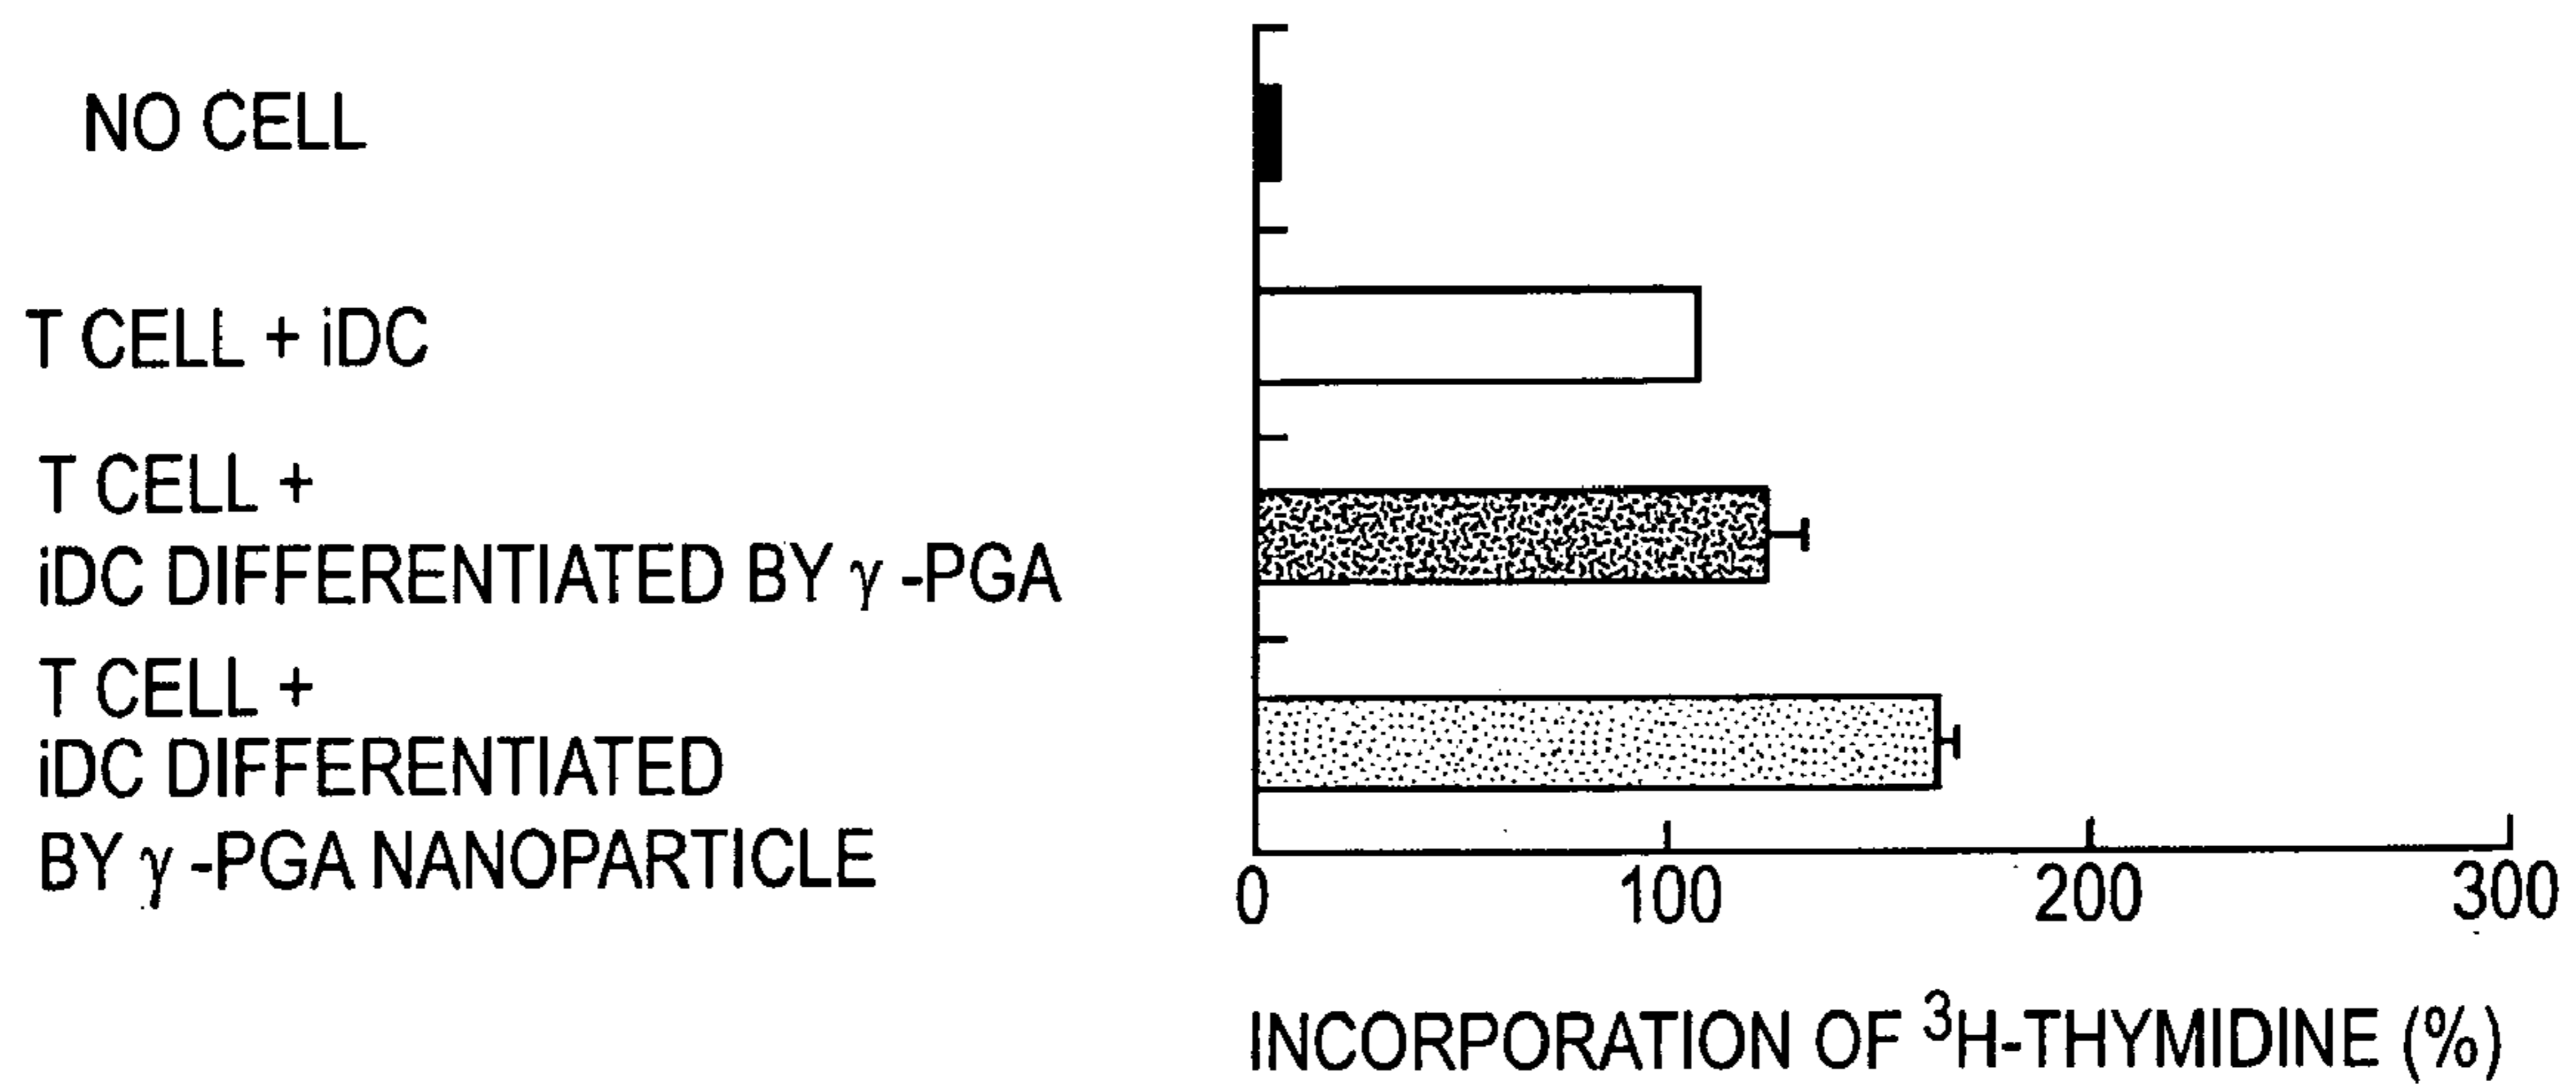 NO CELL
T CELL + iDC
T CELL +
iDC DIFFERENTIATED BY γ -PGA
T CELL +
iDC DIFFERENTIATED
BY γ -PGA NANOPARTICLE
0 100 200 300
INCORPORATION OF ³H-THYMIDINE (%)